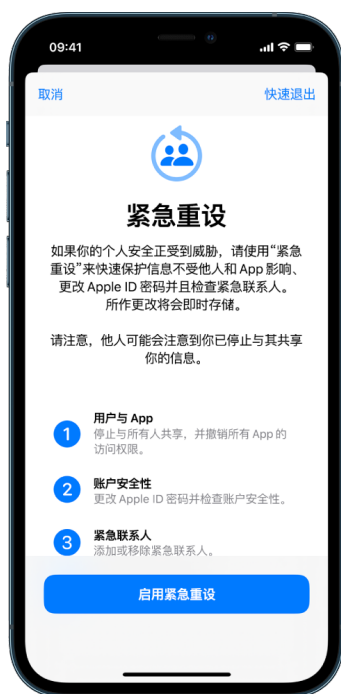 09:41
取消 快速退出
紧急重设
如果你的个人安全正受到威胁，请使用“紧急
重设”来快速保护信息不受他人和 App 影响、
更改 Apple ID 密码并且检查紧急联系人。
所作更改将会即时存储。
请注意，他人可能会注意到你已停止与其共享
你的信息。
1 用户与 App
停止与所有人共享，并撤销所有 App 的
访问权限。
2 账户安全性
更改 Apple ID 密码并检查账户安全性。
3 紧急联系人
添加或移除紧急联系人。
启用紧急重设